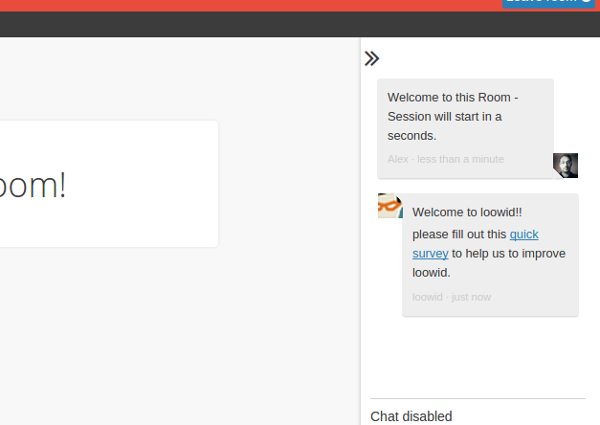 oom!
Welcome to this Room -
Session will start in a
seconds.
Alex · less than a minute
Welcome to loowid!!
please fill out this quick
survey to help us to improve
loowid.
loowid · just now
Chat disabled